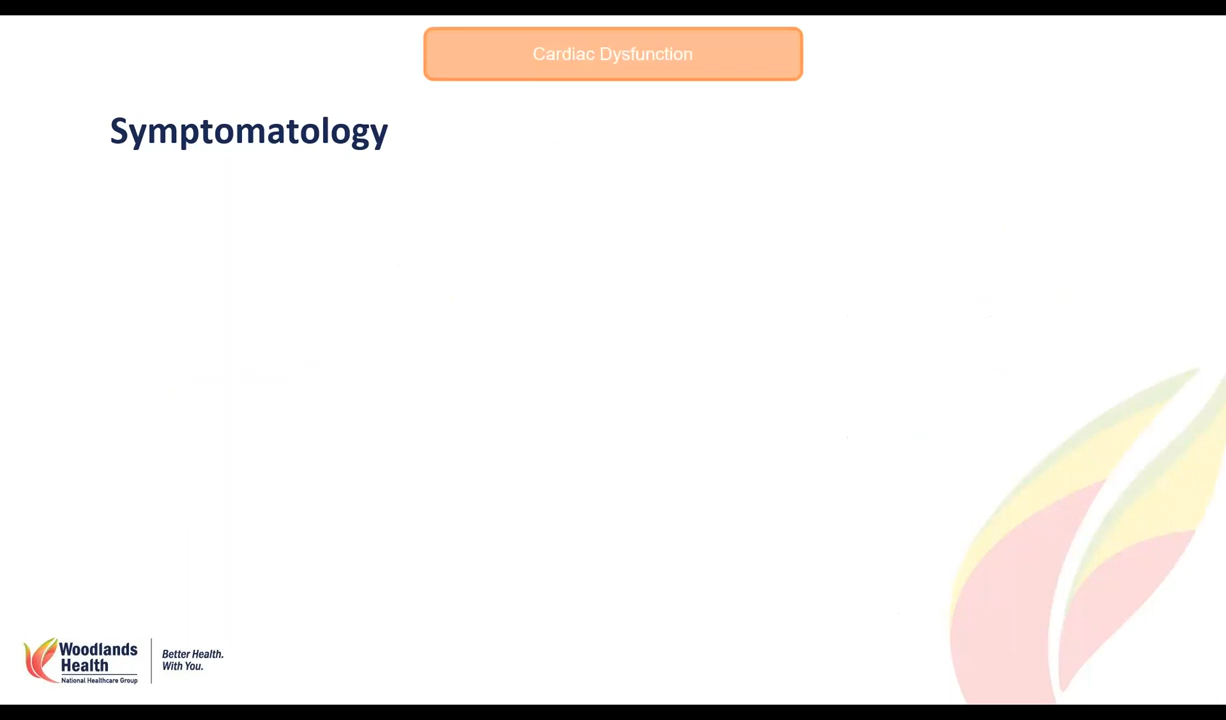 Cardiac Dysfunction
Symptomatology
Woodlands
Health
National Healthcare Group
Better Health.
With You.